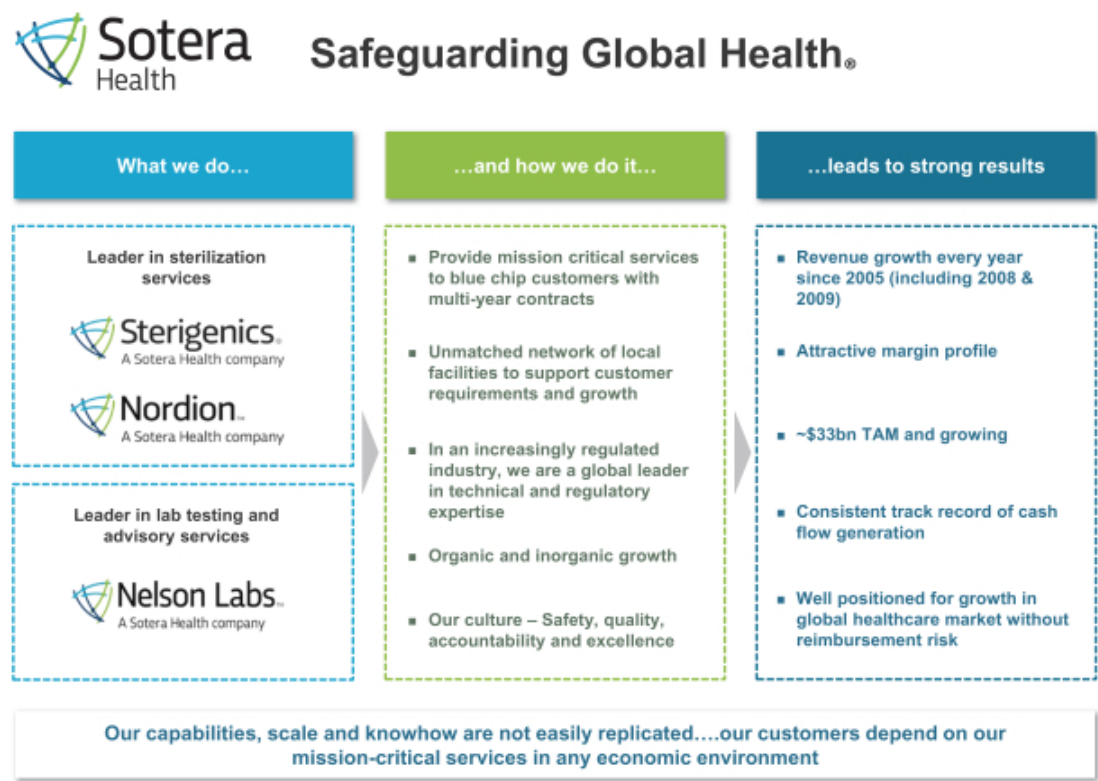 Sotera
Health
Safeguarding Global Health®
What we do…
…and how we do it…
…leads to strong results
Leader in sterilization
services
Sterigenics
A Sotera Health company
Nordion™
A Sotera Health company
Leader in lab testing and
advisory services
Nelson Labs™
A Sotera Health company
▪ Provide mission critical services
to blue chip customers with
multi-year contracts
▪ Unmatched network of local
facilities to support customer
requirements and growth
▪ In an increasingly regulated
industry, we are a global leader
in technical and regulatory
expertise
▪ Organic and inorganic growth
▪ Our culture – Safety, quality,
accountability and excellence
▪ Revenue growth every year
since 2005 (including 2008 &
2009)
▪ Attractive margin profile
▪ ~$33bn TAM and growing
▪ Consistent track record of cash
flow generation
▪ Well positioned for growth in
global healthcare market without
reimbursement risk
Our capabilities, scale and knowhow are not easily replicated….our customers depend on our
mission-critical services in any economic environment